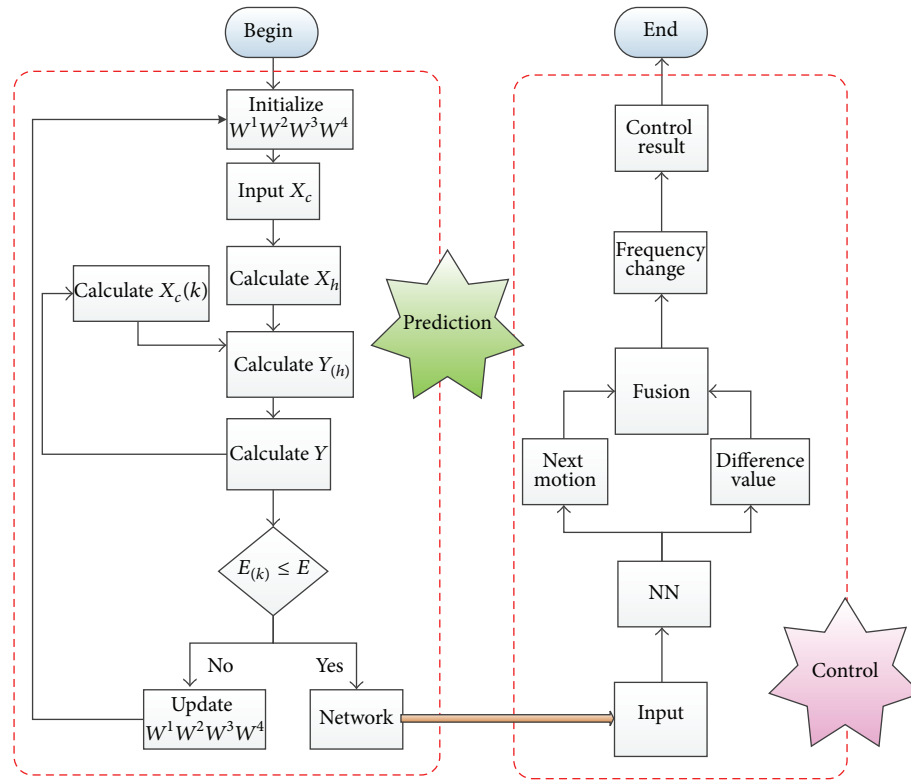 Begin
Initialize
W¹W²W³W⁴
Input X_c
Calculate X_h
Calculate X_c(k)
Calculate Y_(h)
Calculate Y
E_(k) ≤ E
No
Yes
Update
W¹W²W³W⁴
Network
Prediction
End
Control
result
Frequency
change
Fusion
Next
motion
Difference
value
NN
Input
Control